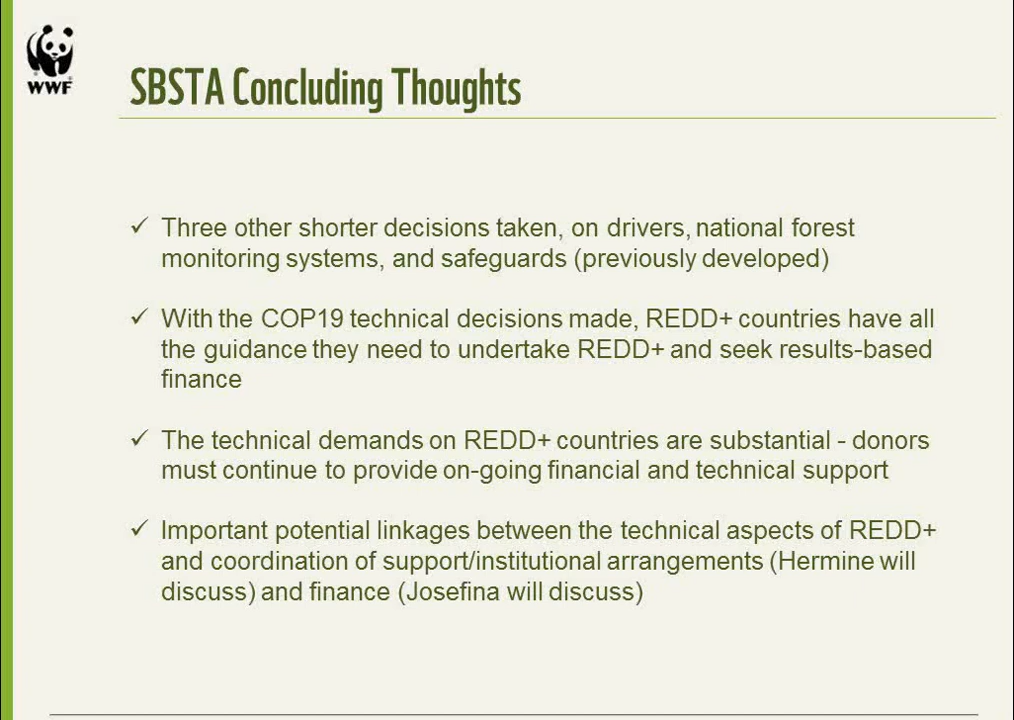 WWF
SBSTA Concluding Thoughts
✓ Three other shorter decisions taken, on drivers, national forest
monitoring systems, and safeguards (previously developed)
✓ With the COP19 technical decisions made, REDD+ countries have all
the guidance they need to undertake REDD+ and seek results-based
finance
✓ The technical demands on REDD+ countries are substantial - donors
must continue to provide on-going financial and technical support
✓ Important potential linkages between the technical aspects of REDD+
and coordination of support/institutional arrangements (Hermine will
discuss) and finance (Josefina will discuss)